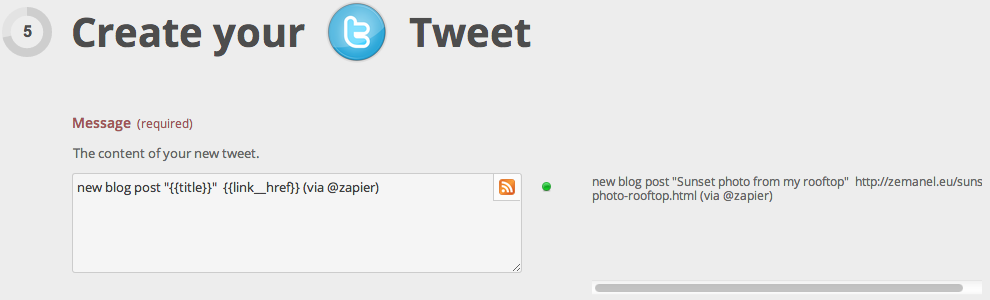 5
Create your Tweet
Message (required)
The content of your new tweet.
new blog post "{{title}}" {{link__href}} (via @zapier)
new blog post "Sunset photo from my rooftop" http://zemanel.eu/suns
photo-rooftop.html (via @zapier)